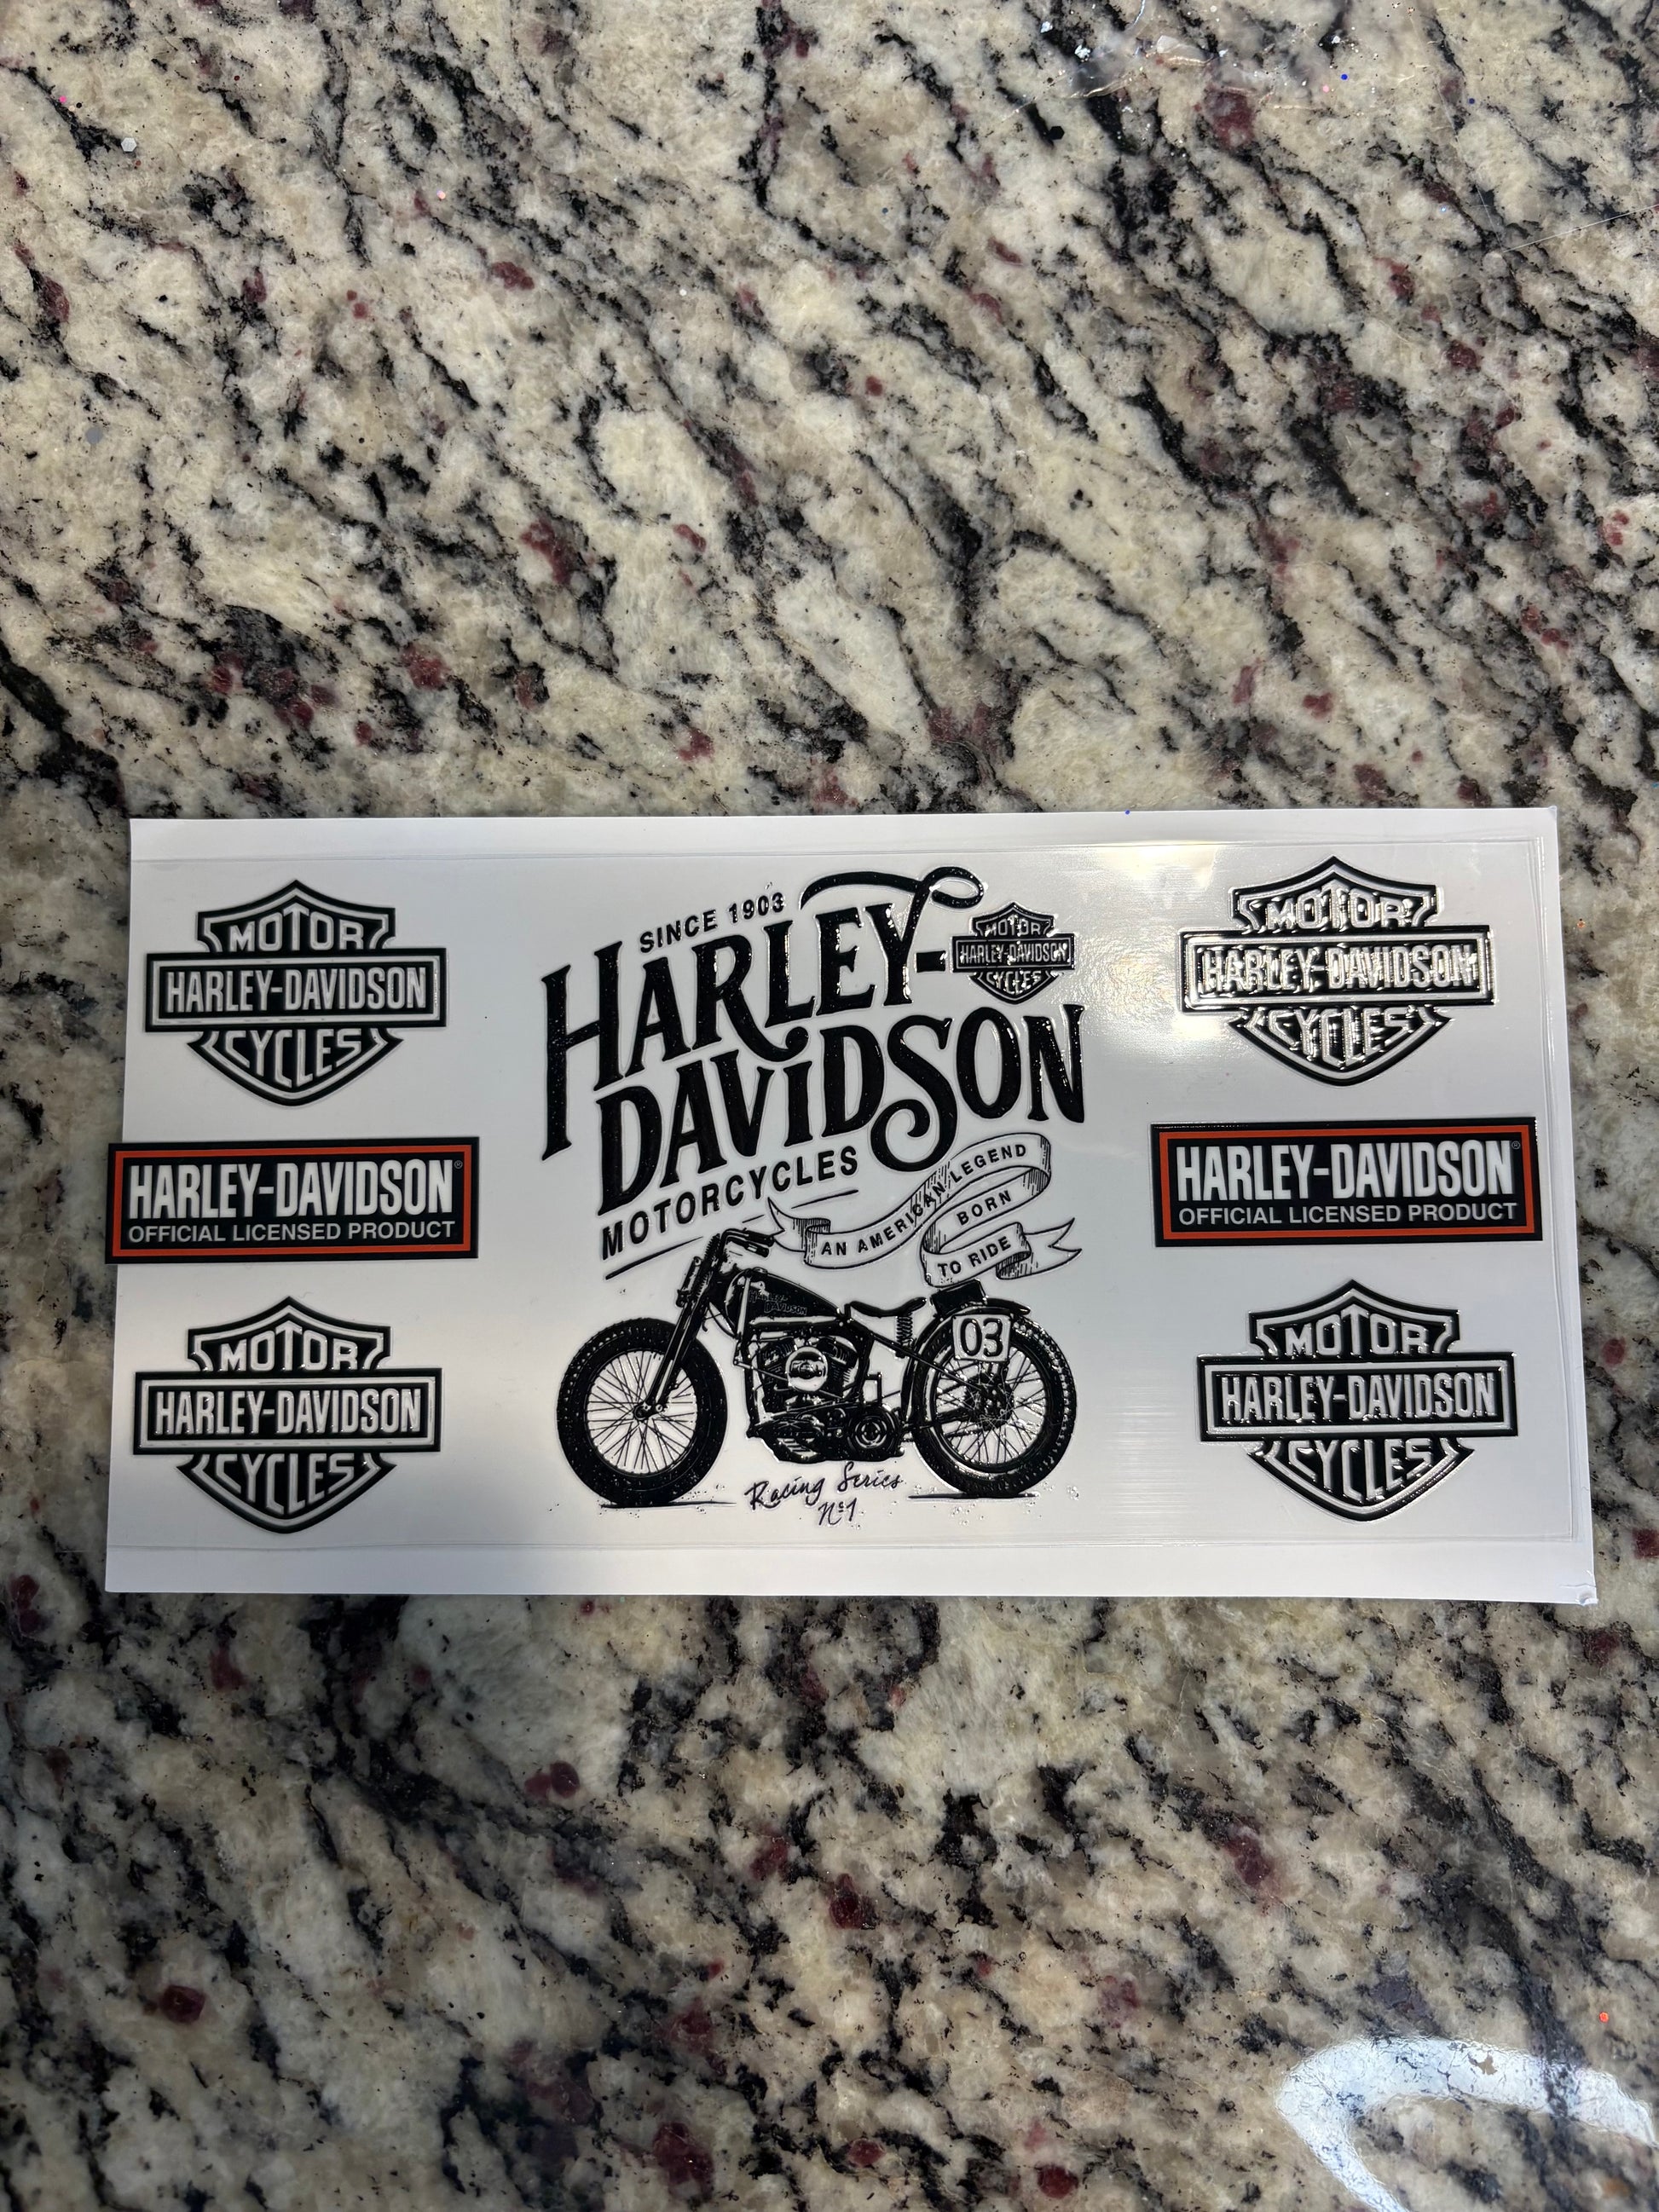 MOTOR
HARLEY-DAVIDSON
CYCLES
HARLEY-DAVIDSON®
OFFICIAL LICENSED PRODUCT
MOTOR
HARLEY-DAVIDSON
CYCLES
SINCE 1903
HARLEY-
DAVIDSON
MOTORCYCLES
MOTOR
HARLEY-DAVIDSON
CYCLES
AN AMERICAN LEGEND
BORN
TO RIDE
HARLEY
DAVIDSON
03
Racing Series
Nº1
MOTOR
HARLEY-DAVIDSON
CYCLES
HARLEY-DAVIDSON®
OFFICIAL LICENSED PRODUCT
MOTOR
HARLEY-DAVIDSON
CYCLES